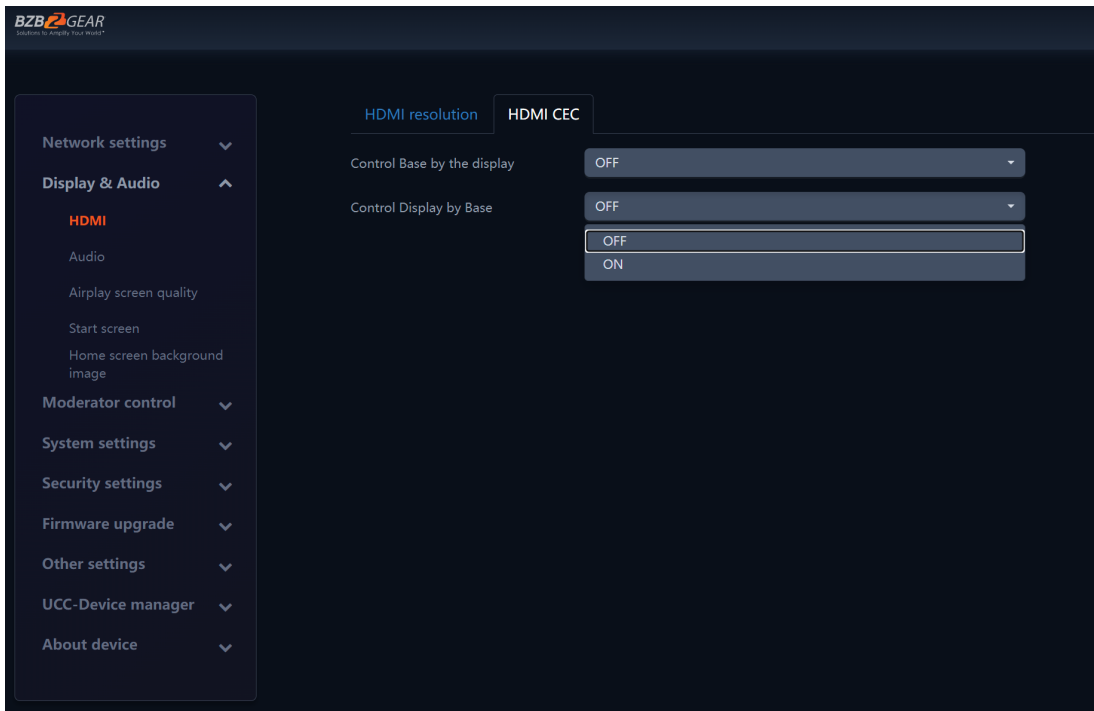 BZBGEAR
Solutions to Amplify Your World®
HDMI resolution
HDMI CEC
Network settings
Display & Audio
HDMI
Audio
Airplay screen quality
Start screen
Home screen background
image
Moderator control
System settings
Security settings
Firmware upgrade
Other settings
UCC-Device manager
About device
Control Base by the display
OFF
Control Display by Base
OFF
OFF
ON